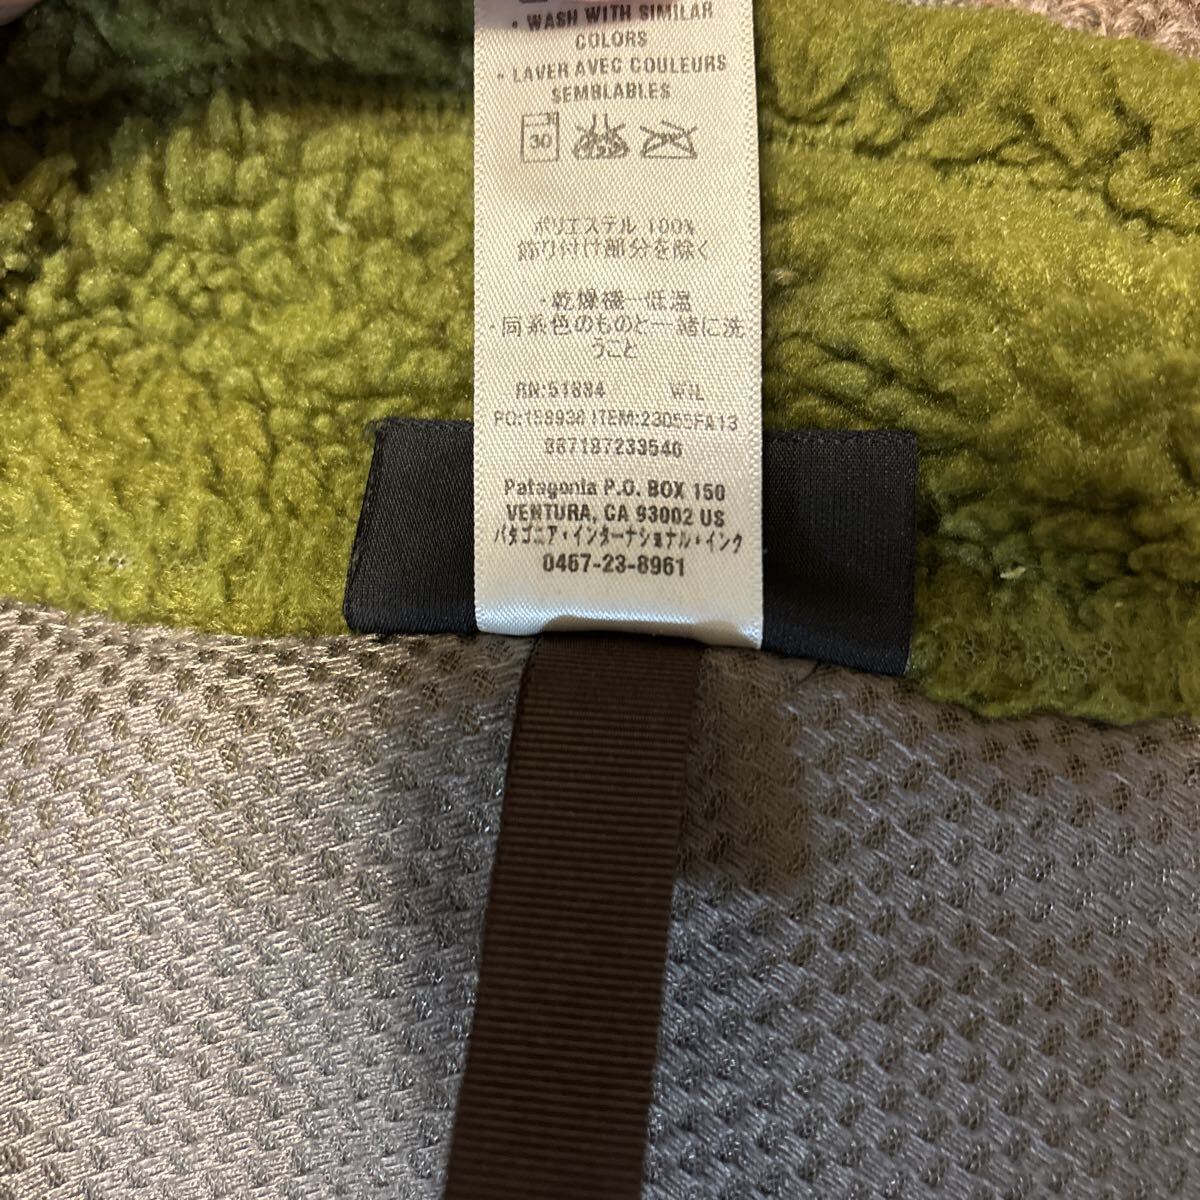 • WASH WITH SIMILAR
COLORS
• LAVER AVEC COULEURS
SEMBLABLES
30
ポリエステル 100%
飾り付け部分を除く
・乾燥機ー低温
・同系色のものと一緒に洗
うこと
RN:51884 WIL
ITEM:23055FA13
887187233540
Patagonia P.O. BOX 150
VENTURA, CA 93002 US
パタゴニア・インターナショナル・インク
0467-23-8961